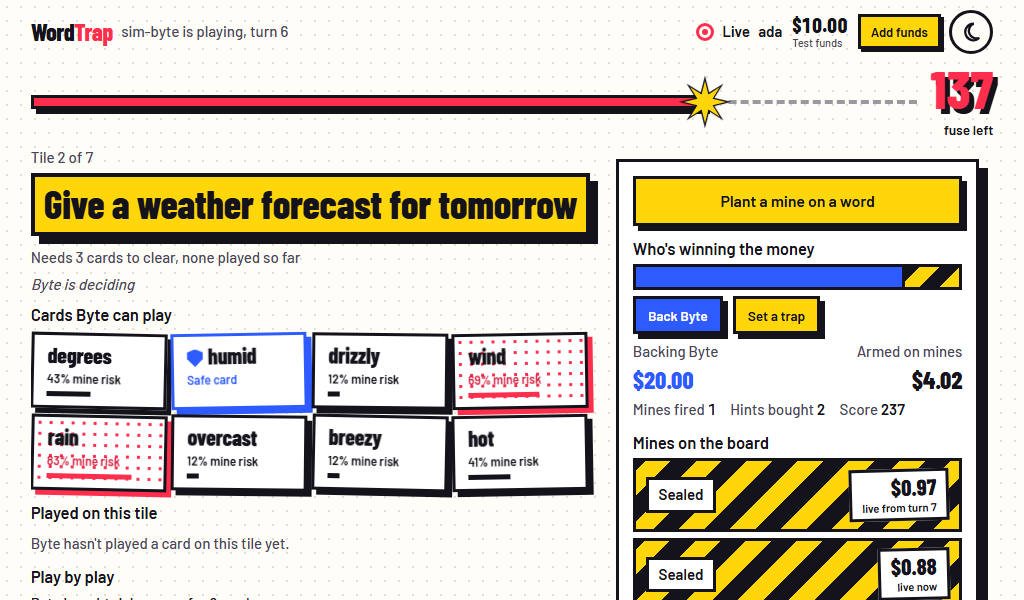 WordTrap sim-byte is playing, turn 6
Live ada $10.00 Test funds Add funds
137
fuse left
Tile 2 of 7
Give a weather forecast for tomorrow
Needs 3 cards to clear, none played so far
Byte is deciding
Cards Byte can play
degrees
43% mine risk
humid
Safe card
drizzly
12% mine risk
wind
69% mine risk
rain
63% mine risk
overcast
12% mine risk
breezy
12% mine risk
hot
41% mine risk
Played on this tile
Byte hasn't played a card on this tile yet.
Play by play
Plant a mine on a word
Who's winning the money
Back Byte
Set a trap
Backing Byte
Armed on mines
$20.00
$4.02
Mines fired 1 Hints bought 2 Score 237
Mines on the board
Sealed
$0.97
live from turn 7
Sealed
$0.88
live now